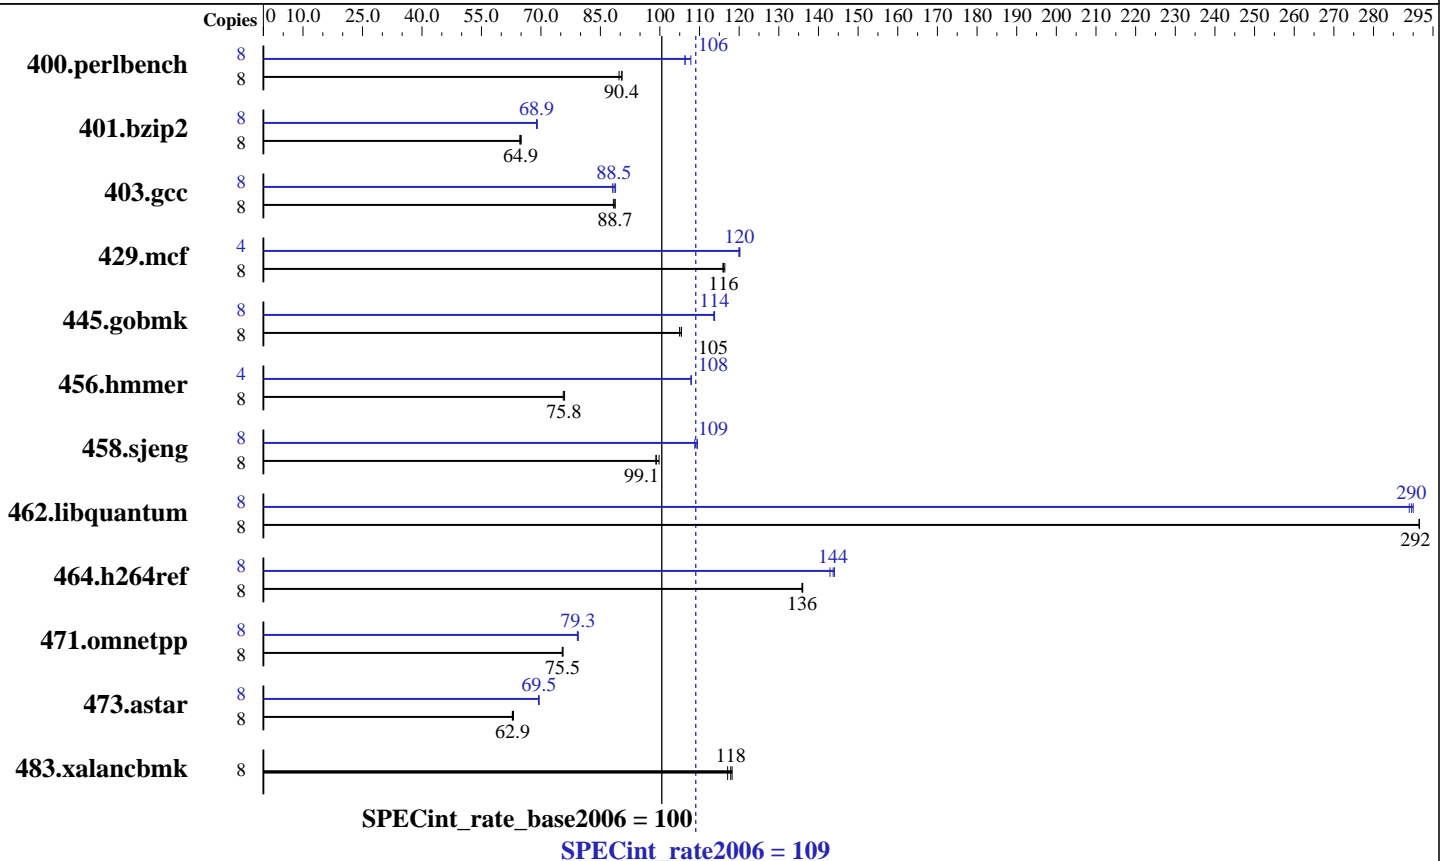 Copies 0 10.0 25.0 40.0 55.0 70.0 85.0 100 110 120 130 140 150 160 170 180 190 200 210 220 230 240 250 260 270 280 295
400.perlbench 8 106
8 90.4
401.bzip2 8 68.9
8 64.9
403.gcc 8 88.5
8 88.7
429.mcf 4 120
8 116
445.gobmk 8 114
8 105
456.hmmer 4 108
8 75.8
458.sjeng 8 109
8 99.1
462.libquantum 8 290
8 292
464.h264ref 8 144
8 136
471.omnetpp 8 79.3
8 75.5
473.astar 8 69.5
8 62.9
483.xalancbmk 8 118
SPECint_rate_base2006 = 100
SPECint_rate2006 = 109